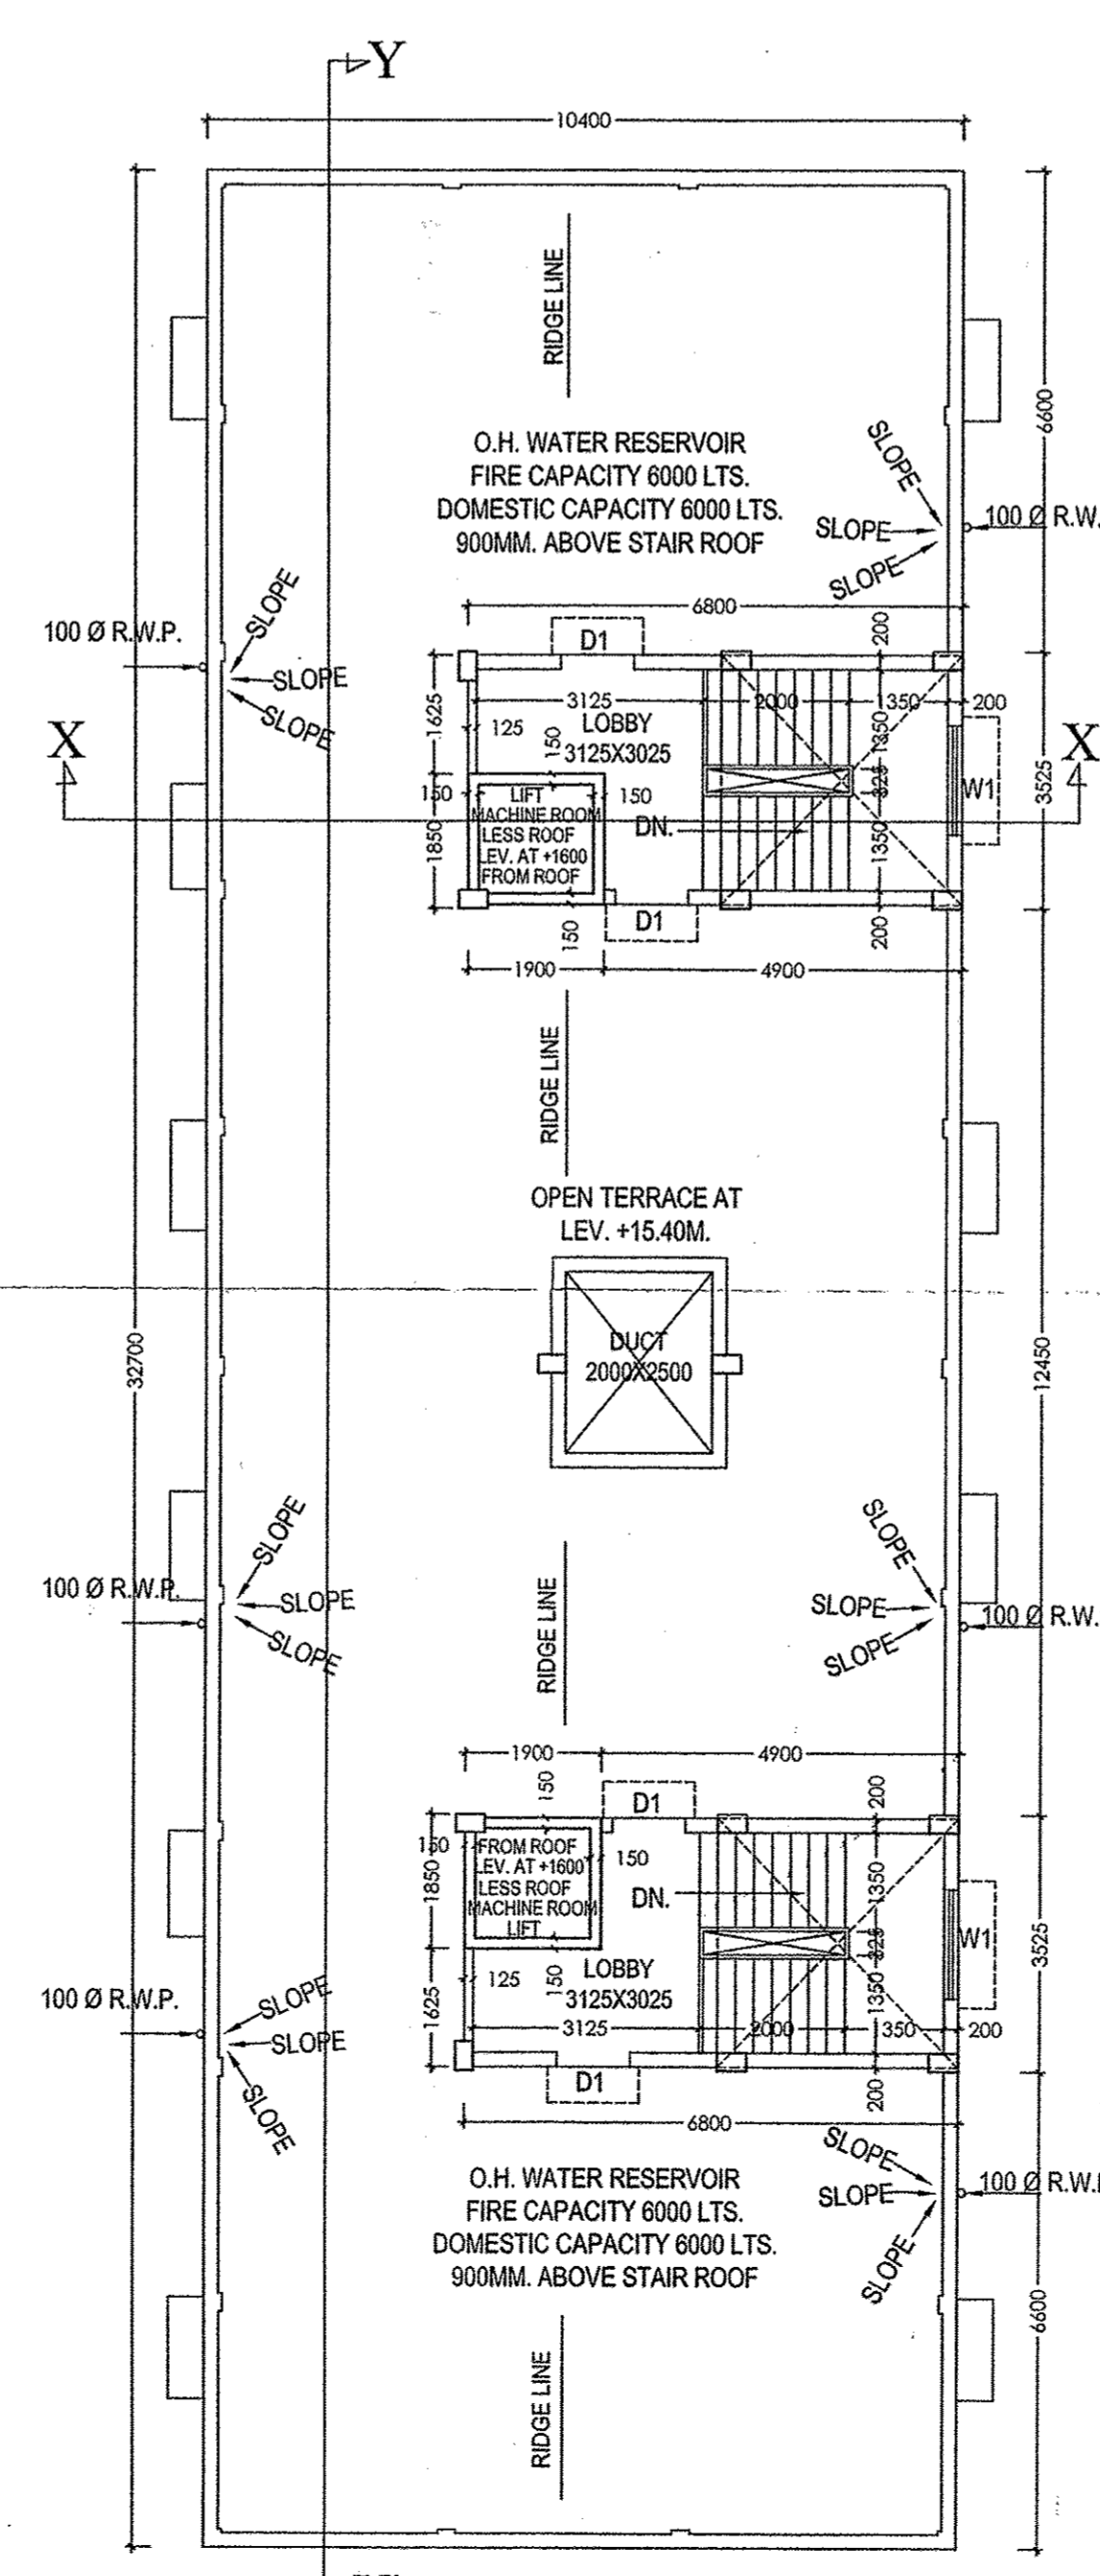 Y
10400
RIDGE LINE
6600
O.H. WATER RESERVOIR
FIRE CAPACITY 6000 LTS.
DOMESTIC CAPACITY 6000 LTS.
900MM. ABOVE STAIR ROOF
SLOPE
SLOPE
SLOPE
100 Ø R.W.
6800
200
100 Ø R.W.P.
SLOPE
SLOPE
SLOPE
D1
1625
3125
2000
1350
200
125
LOBBY
3125X3025
150
1350
X
X
3525
150
150
325
W1
LIFT
MACHINE ROOM
LESS ROOF
LEV. AT +1600
FROM ROOF
DN.
1850
1350
D1
150
200
1900
4900
RIDGE LINE
OPEN TERRACE AT
LEV. +15.40M.
DUCT
2000X2500
32700
12450
SLOPE
SLOPE
SLOPE
100 Ø R.W.P.
SLOPE
SLOPE
SLOPE
100 Ø R.W.
RIDGE LINE
1900
4900
150
D1
200
150
FROM ROOF
LEV. AT +1600
LESS ROOF
MACHINE ROOM
LIFT
150
1850
DN.
1350
325
W1
3525
125
150
LOBBY
3125X3025
1350
1625
3125
2000
1350
200
100 Ø R.W.P.
SLOPE
SLOPE
SLOPE
D1
200
6800
SLOPE
SLOPE
SLOPE
100 Ø R.W.
O.H. WATER RESERVOIR
FIRE CAPACITY 6000 LTS.
DOMESTIC CAPACITY 6000 LTS.
900MM. ABOVE STAIR ROOF
6600
RIDGE LINE